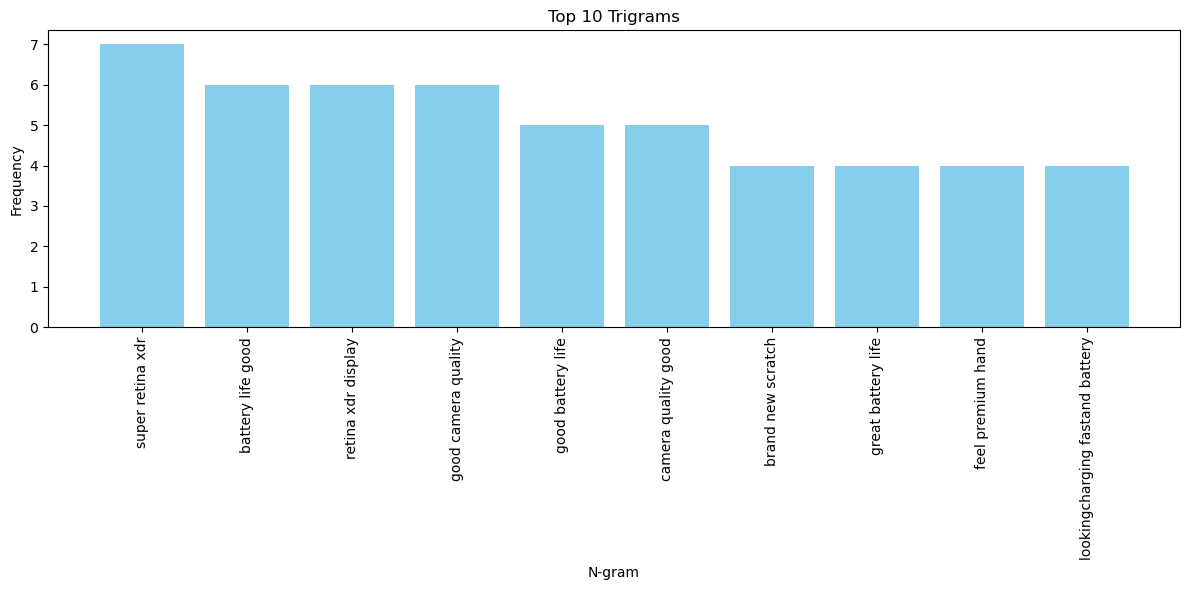 Top 10 Trigrams
Frequency
7
6
5
4
3
2
1
0
super retina xdr
battery life good
retina xdr display
good camera quality
good battery life
camera quality good
brand new scratch
great battery life
feel premium hand
lookingcharging fastand battery
N-gram